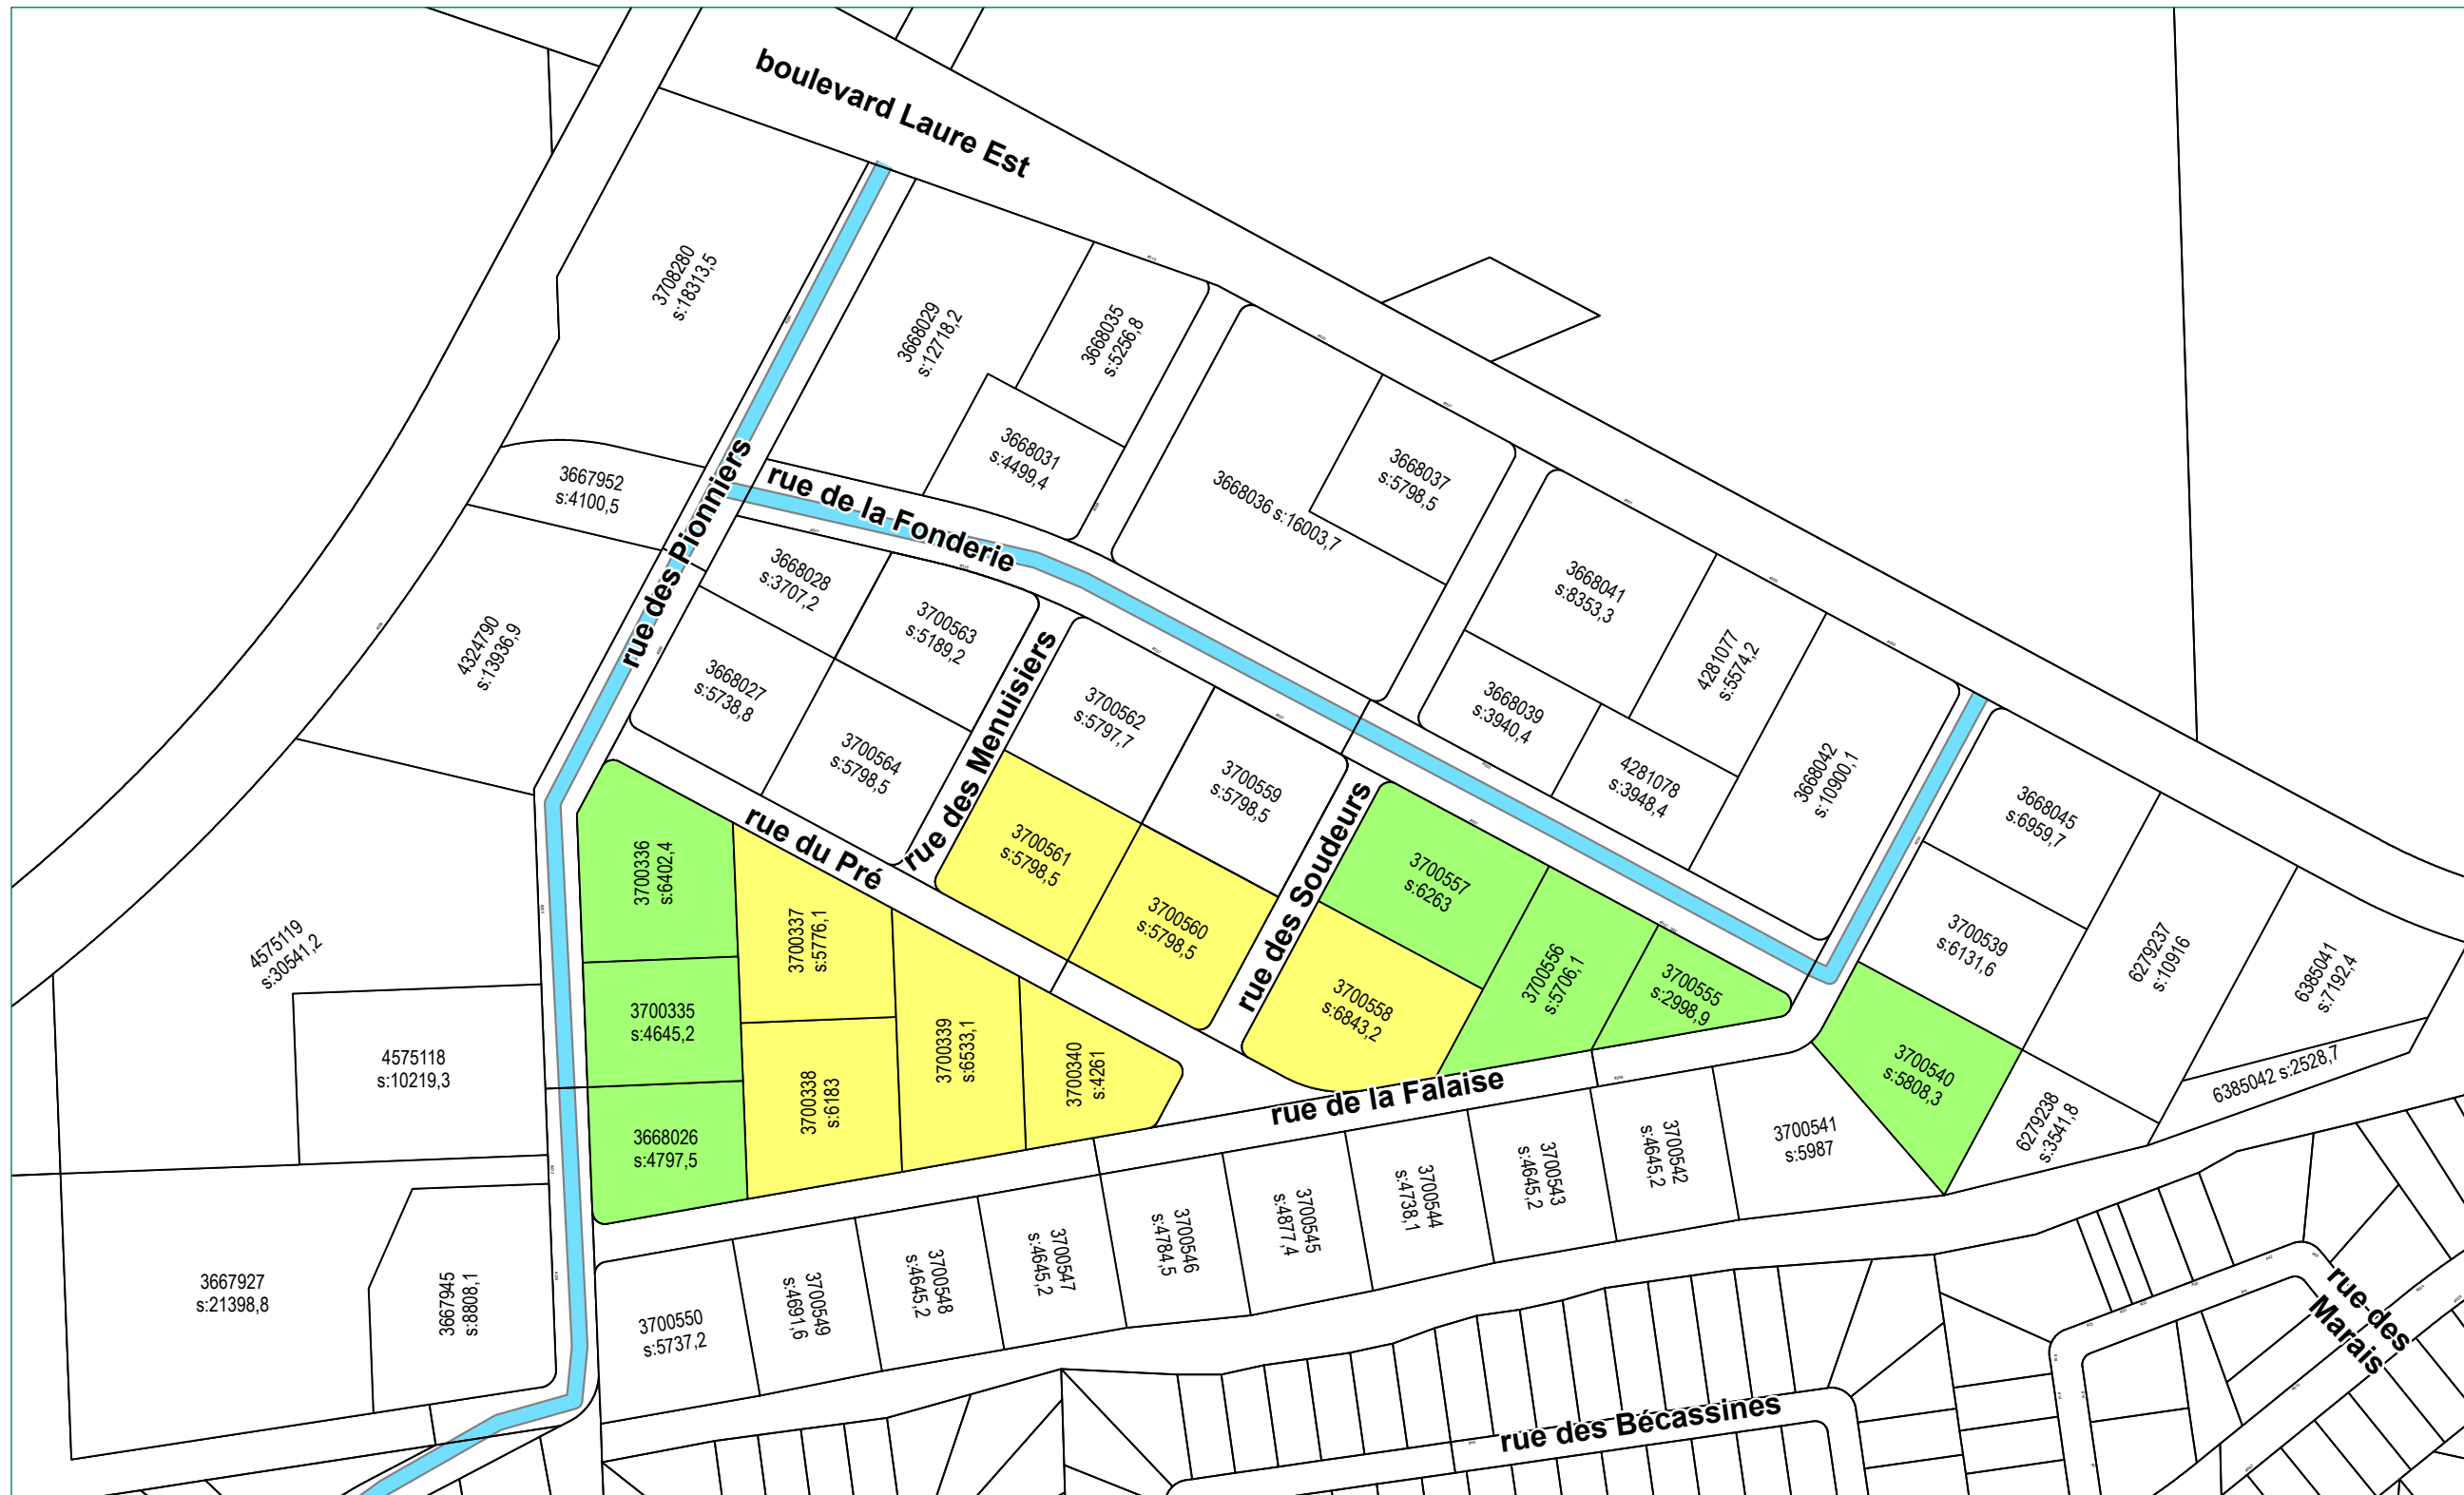 boulevard Laure Est
3708280
s:18313,5
3668029
s:12718,2
3668035
s:5256,8
3668031
s:4499,4
3667952
s:4100,5
rue des Pionniers
rue de la Fonderie
3668036 s:16003,7
3668037
s:5798,5
3668028
s:3707,2
3700563
s:5189,2
4324790
s:13936,9
3668027
s:5738,8
3700564
s:5798,5
rue des Menuisiers
3700562
s:5797,7
3700559
s:5798,5
3668041
s:8353,3
4281077
s:5574,2
3668039
s:3940,4
4281078
s:3948,4
3668042
s:10900,1
3668045
s:6959,7
3700336
s:6402,4
rue du Pré
3700337
s:5776,1
3700561
s:5798,5
3700560
s:5798,5
rue des Soudeurs
3700557
s:6263
3700556
s:5706,1
3700555
s:2998,9
3700558
s:6843,2
3700539
s:6131,6
6279237
s:10916
6385041
s:7192,4
4575119
s:30541,2
4575118
s:10219,3
3700335
s:4645,2
3700339
s:6533,1
3700340
s:4261
3700338
s:6183
3668026
s:4797,5
rue de la Falaise
3700540
s:5808,3
6385042 s:2528,7
6279238
s:3541,8
3700541
s:5987
3700542
s:4645,2
3700543
s:4645,2
3700544
s:4738,1
3700545
s:4877,4
3700546
s:4784,5
3700547
s:4645,2
3700548
s:4645,2
3700549
s:4691,6
3700550
s:5737,2
3667927
s:21398,8
3667945
s:8808,1
rue des Bécassines
rue des
Marais